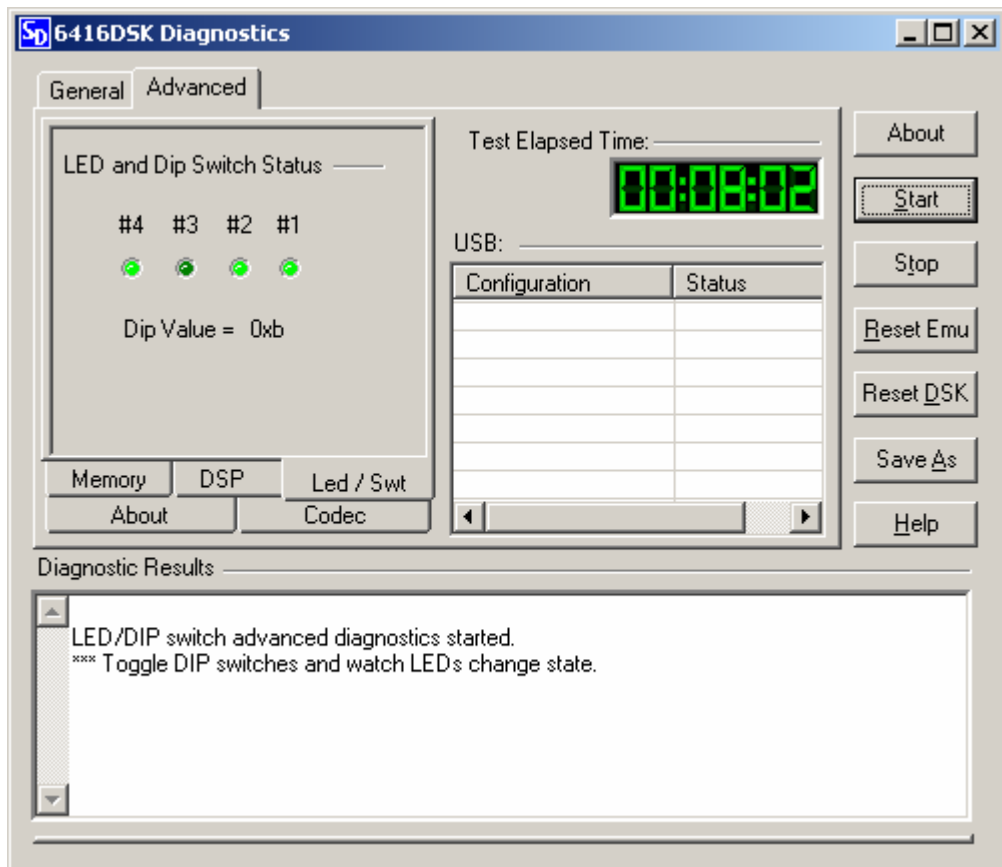 SD 6416DSK Diagnostics
General Advanced
LED and Dip Switch Status
#4 #3 #2 #1
Dip Value = 0xb
Memory DSP Led / Swt
About Codec
Test Elapsed Time:
00:08:02
USB:
Configuration Status
About
Start
Stop
Reset Emu
Reset DSK
Save As
Help
Diagnostic Results
LED/DIP switch advanced diagnostics started.
*** Toggle DIP switches and watch LEDs change state.